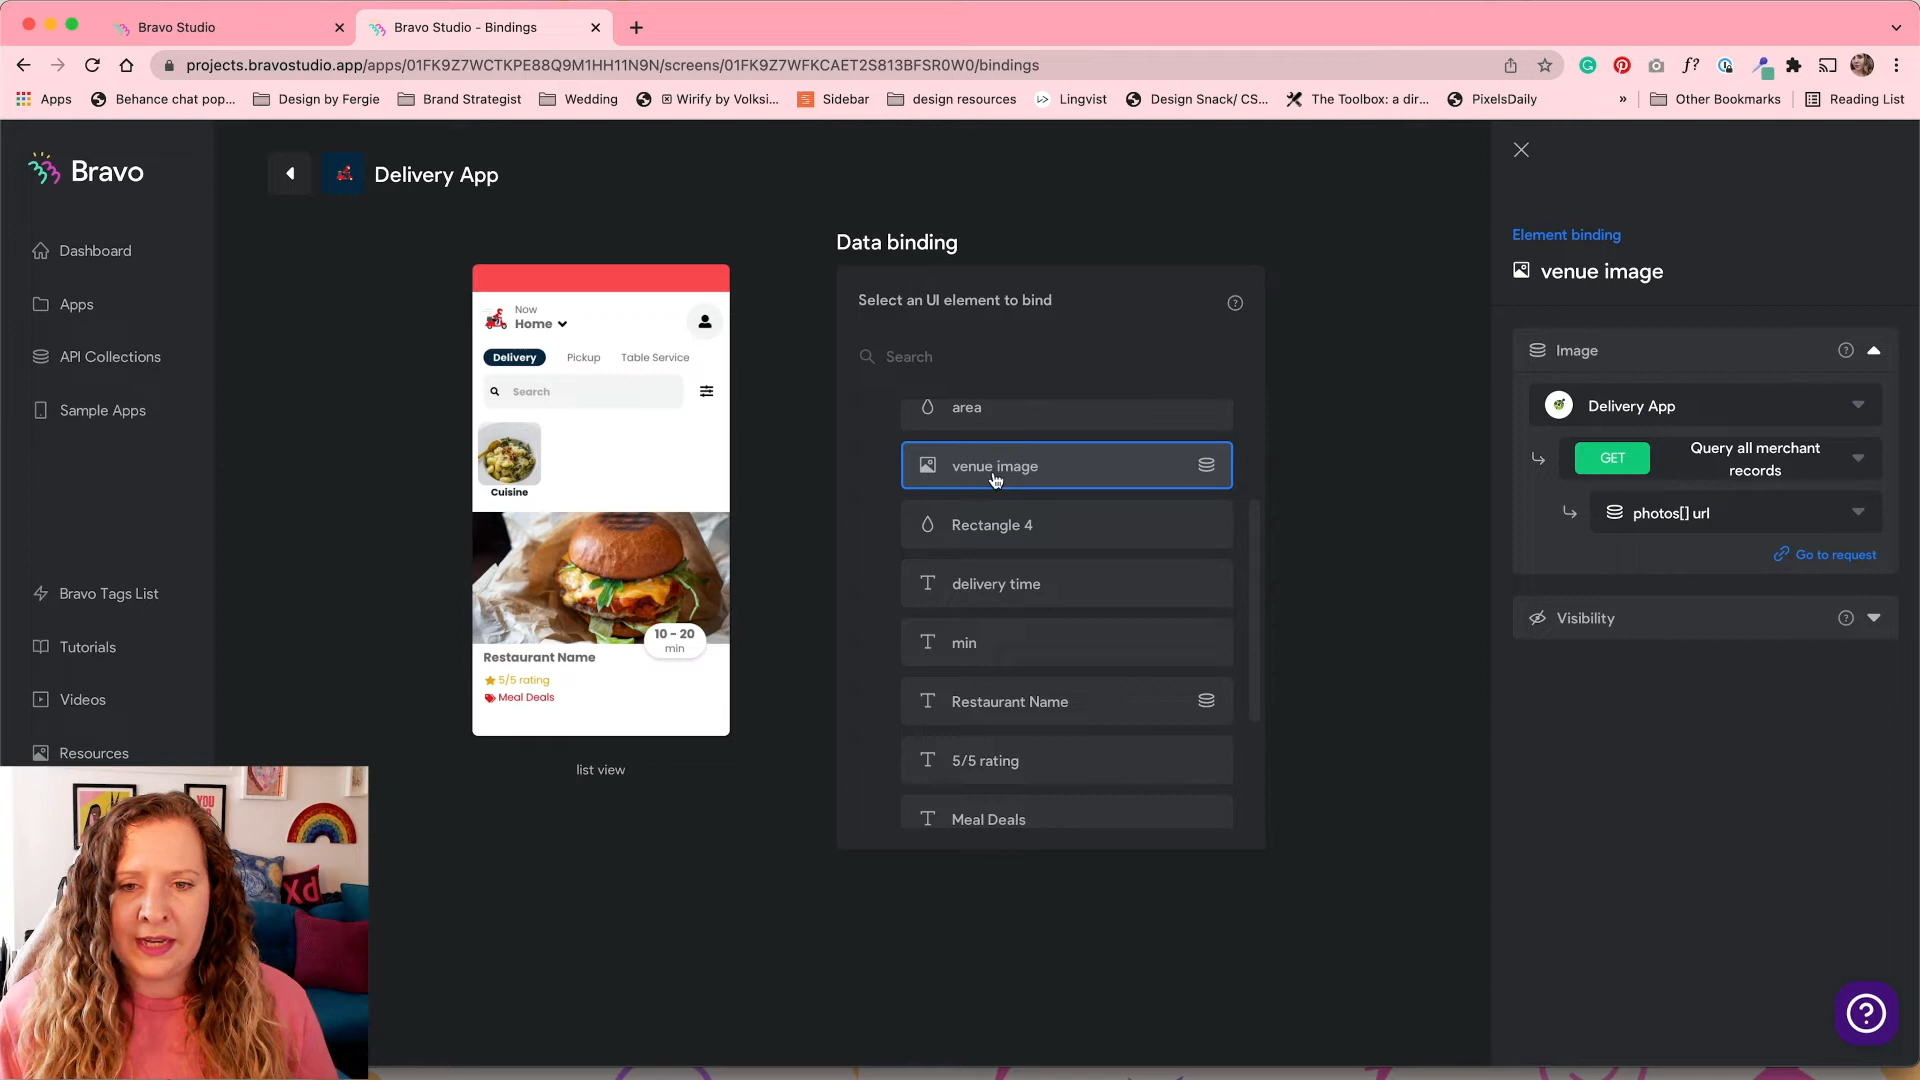 Bravo Studio
Bravo Studio - Bindings
projects.bravostudio.app/apps/01FK9Z7WCTKPE88Q9M1HH11N9N/screens/01FK9Z7WFKCAET2S813BFSR0W0/bindings
f?
Apps
Behance chat pop...
Design by Fergie
Brand Strategist
Wedding
Wirify by Volksi...
Sidebar
design resources
Lingvist
Design Snack/ CS...
The Toolbox: a dir...
PixelsDaily
»
Other Bookmarks
Reading List
Bravo
Dashboard
Apps
API Collections
Sample Apps
Bravo Tags List
Tutorials
Videos
Resources
Delivery App
Now
Home
Delivery
Pickup
Table Service
Search
Cuisine
10 - 20
min
Restaurant Name
5/5 rating
Meal Deals
list view
Data binding
Select an UI element to bind
?
Search
area
venue image
Rectangle 4
delivery time
min
Restaurant Name
5/5 rating
Meal Deals
Element binding
venue image
Image
?
Delivery App
GET
Query all merchant
records
photos[] url
Go to request
Visibility
?
?
YOU
Xd